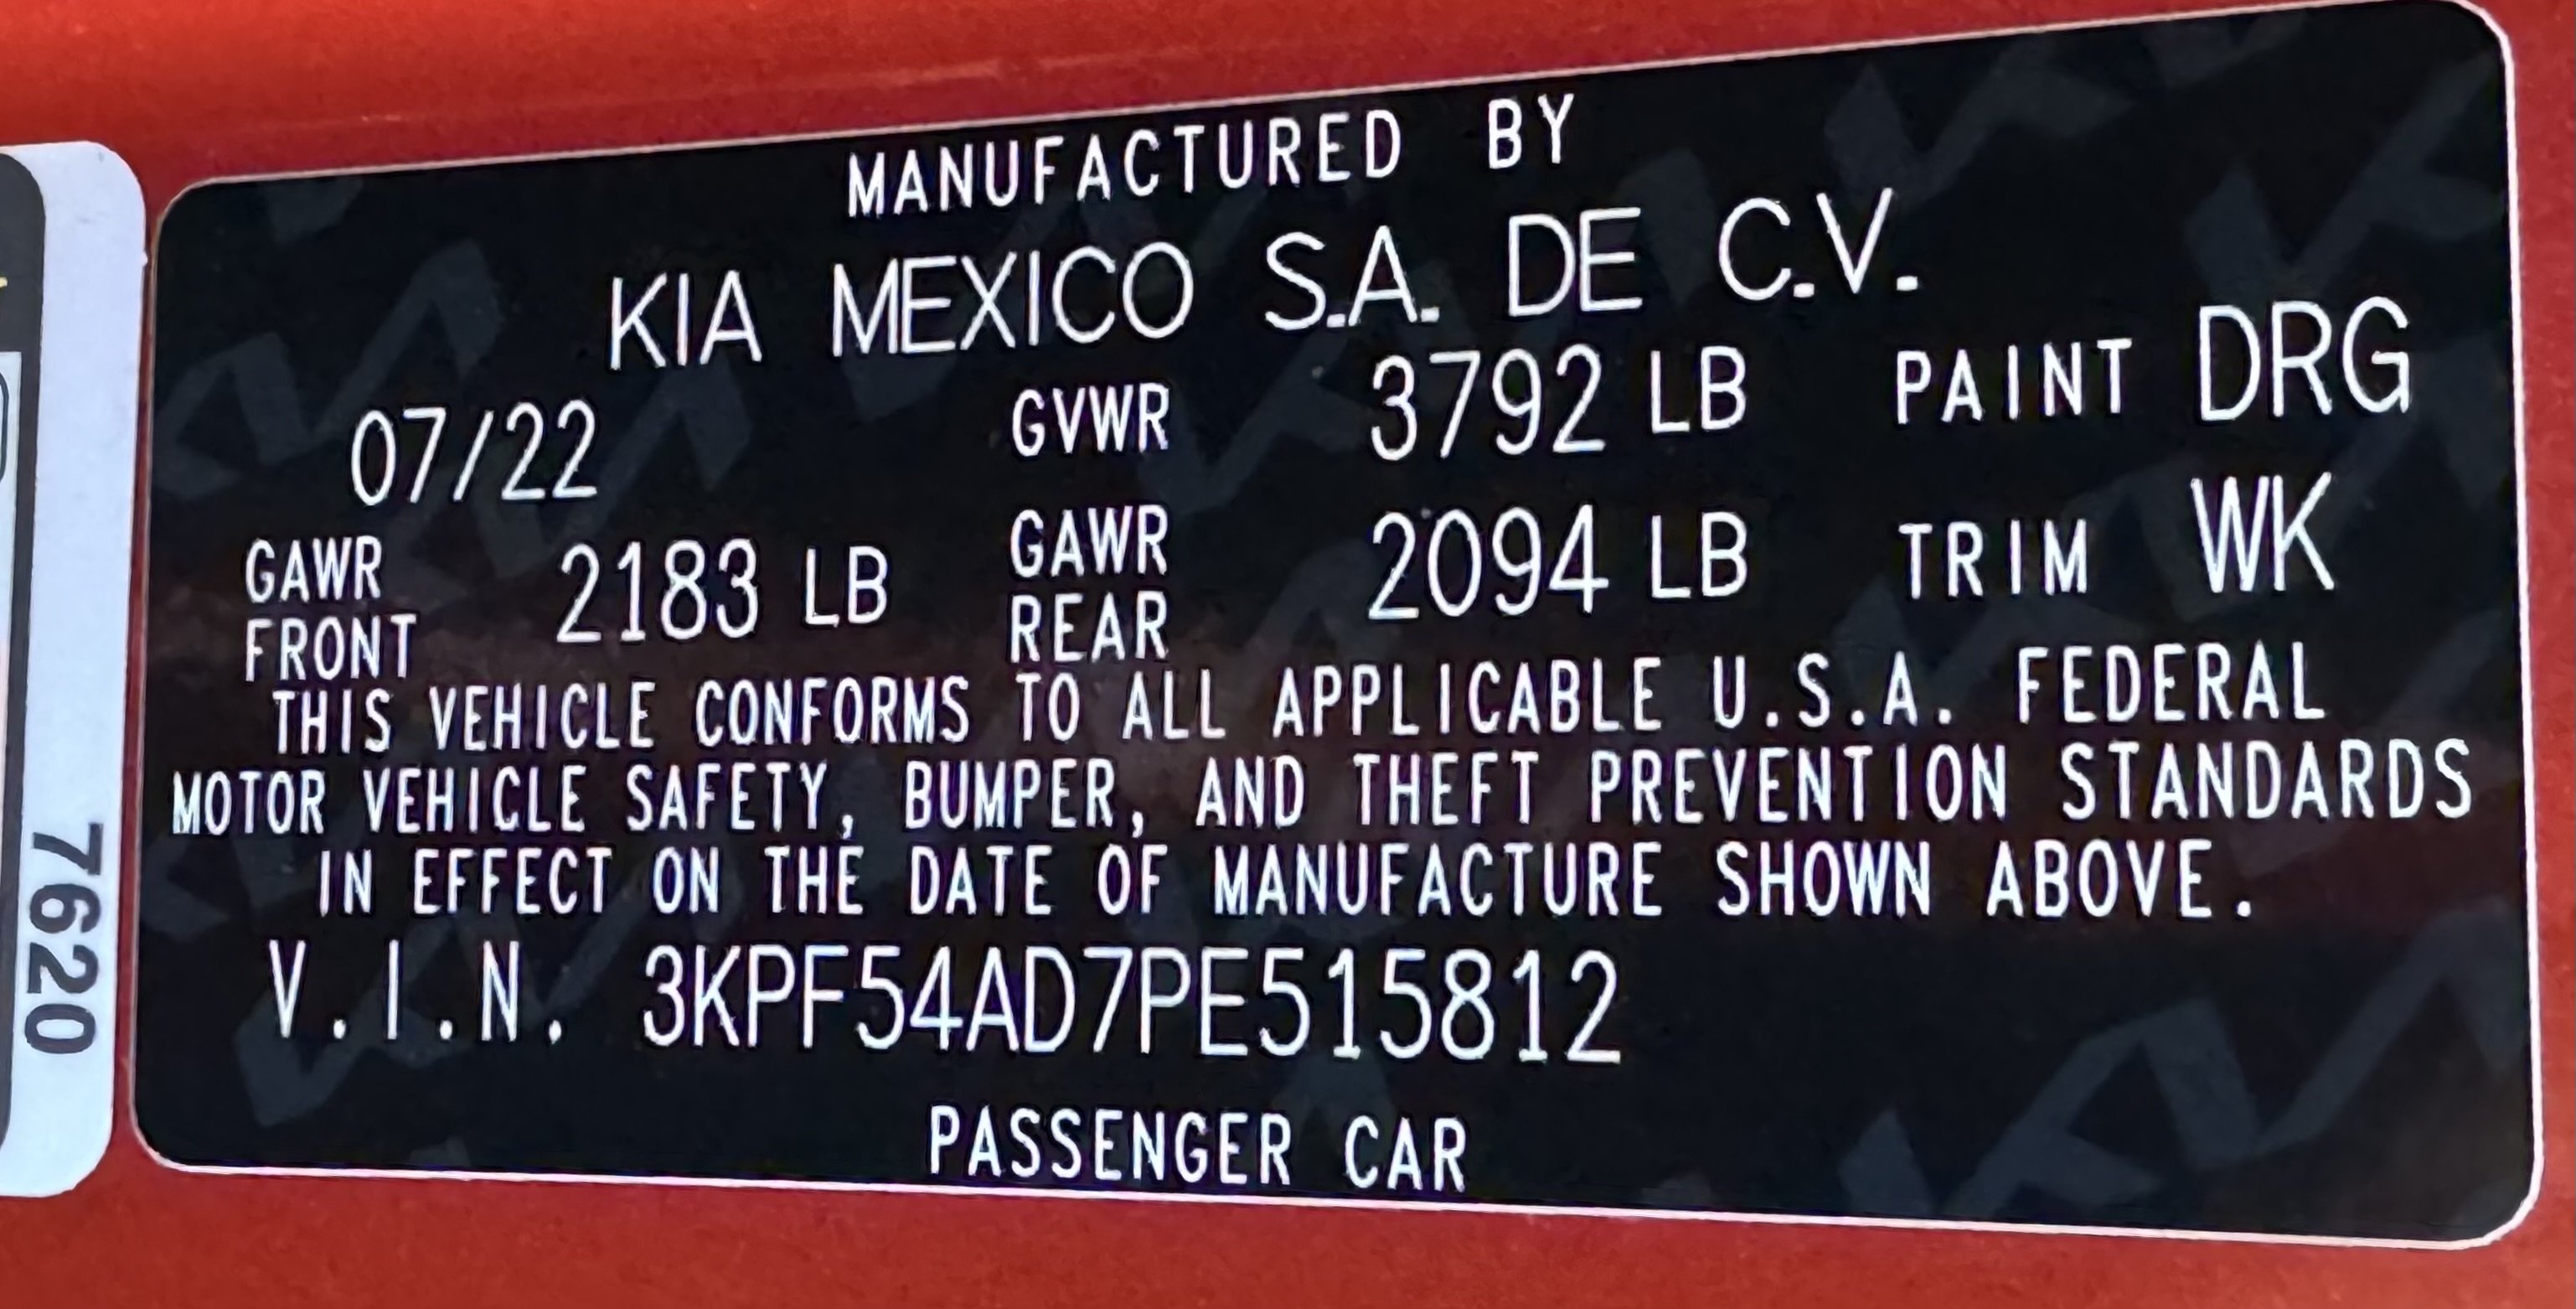 MANUFACTURED BY
KIA MEXICO S.A. DE C.V.
07/22 GVWR 3792 LB PAINT DRG
GAWR FRONT 2183 LB GAWR REAR 2094 LB TRIM WK
THIS VEHICLE CONFORMS TO ALL APPLICABLE U.S.A. FEDERAL
MOTOR VEHICLE SAFETY, BUMPER, AND THEFT PREVENTION STANDARDS
IN EFFECT ON THE DATE OF MANUFACTURE SHOWN ABOVE.
V.I.N. 3KPF54AD7PE515812
PASSENGER CAR
7620